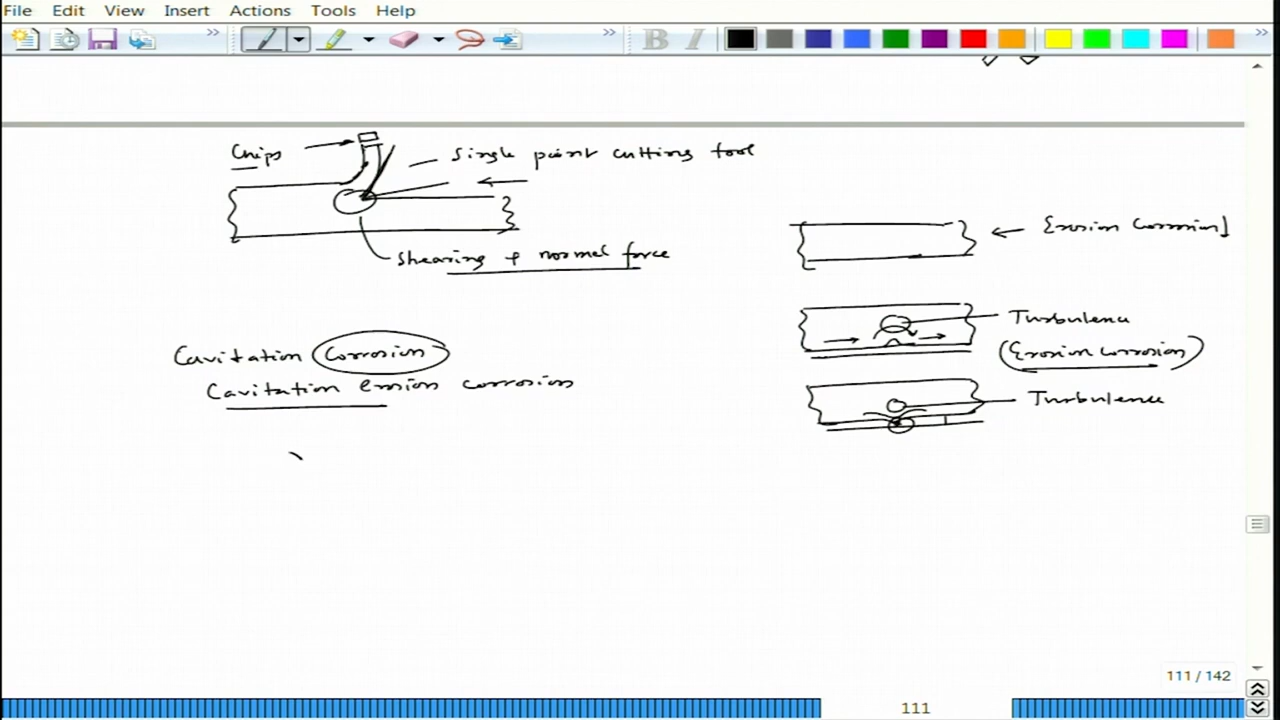 File Edit View Insert Actions Tools Help
B I
Chips
Single point cutting tool
Shearing + normal force
Erosion Corrosion
Turbulence
(Erosion corrosion)
Turbulence
Cavitation Corrosion
Cavitation erosion corrosion
111 / 142
111